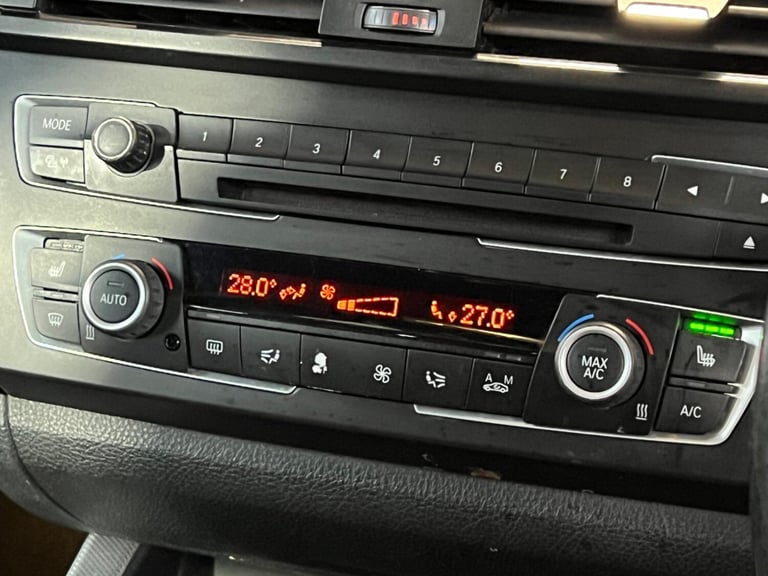 MODE
1 2 3 4 5 6 7 8
28.0° 27.0°
AUTO
MAX
A/C
A M
A/C